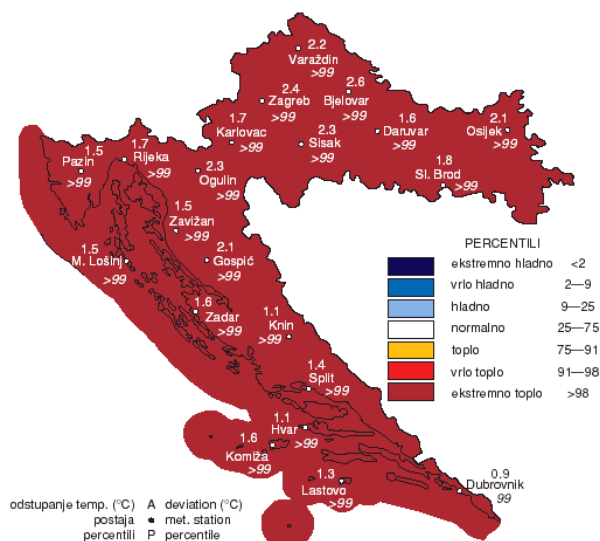 2.2
Varaždin
>99
2.6
Bjelovar
>99
2.4
Zagreb
>99
1.7
Karlovac
>99
2.3
Sisak
>99
1.6
Daruvar
>99
2.1
Osijek
>99
1.8
Sl. Brod
>99
1.5
Pazin
>99
1.7
Rijeka
>99
2.3
Ogulin
>99
1.5
Zavižan
>99
1.5
M. Lošinj
>99
2.1
Gospić
>99
1.6
Zadar
>99
1.1
Knin
>99
1.4
Split
>99
1.1
Hvar
>99
1.6
Komiža
>99
1.3
Lastovo
>99
0.9
Dubrovnik
99
PERCENTILI
ekstremno hladno <2
vrlo hladno 2—9
hladno 9—25
normalno 25—75
toplo 75—91
vrlo toplo 91—98
ekstremno toplo >98
odstupanje temp. (°C) A deviation (°C)
postaja met. station
percentili P percentile